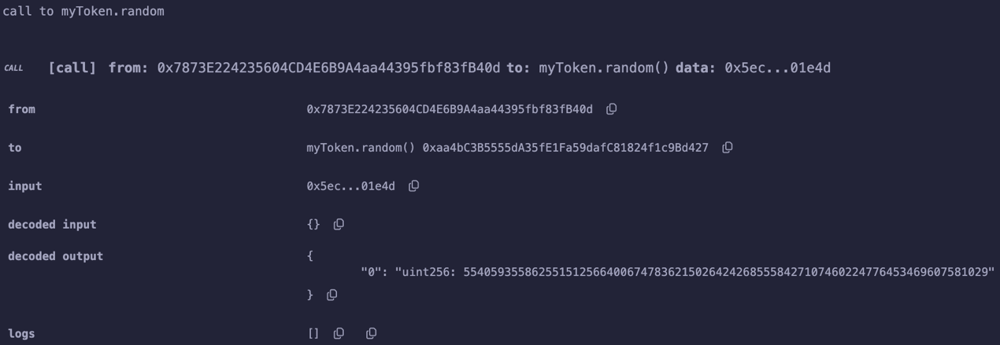 call to myToken.random
CALL [call] from: 0x7873E224235604CD4E6B9A4aa44395fbf83fB40d to: myToken.random() data: 0x5ec...01e4d
from 0x7873E224235604CD4E6B9A4aa44395fbf83fB40d
to myToken.random() 0xaa4bC3B5555dA35fE1Fa59dafC81824f1c9Bd427
input 0x5ec...01e4d
decoded input {}
decoded output {
"0": "uint256: 55405935586255151256640067478362150264242685558427107460224776453469607581029"
}
logs []